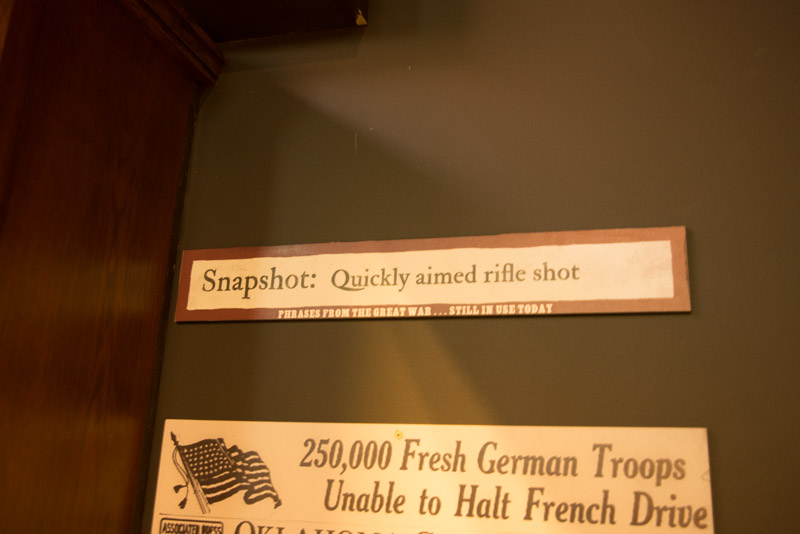 Snapshot: Quickly aimed rifle shot
PHRASES FROM THE GREAT WAR...STILL IN USE TODAY
250,000 Fresh German Troops
Unable to Halt French Drive
ASSOCIATED PRESS